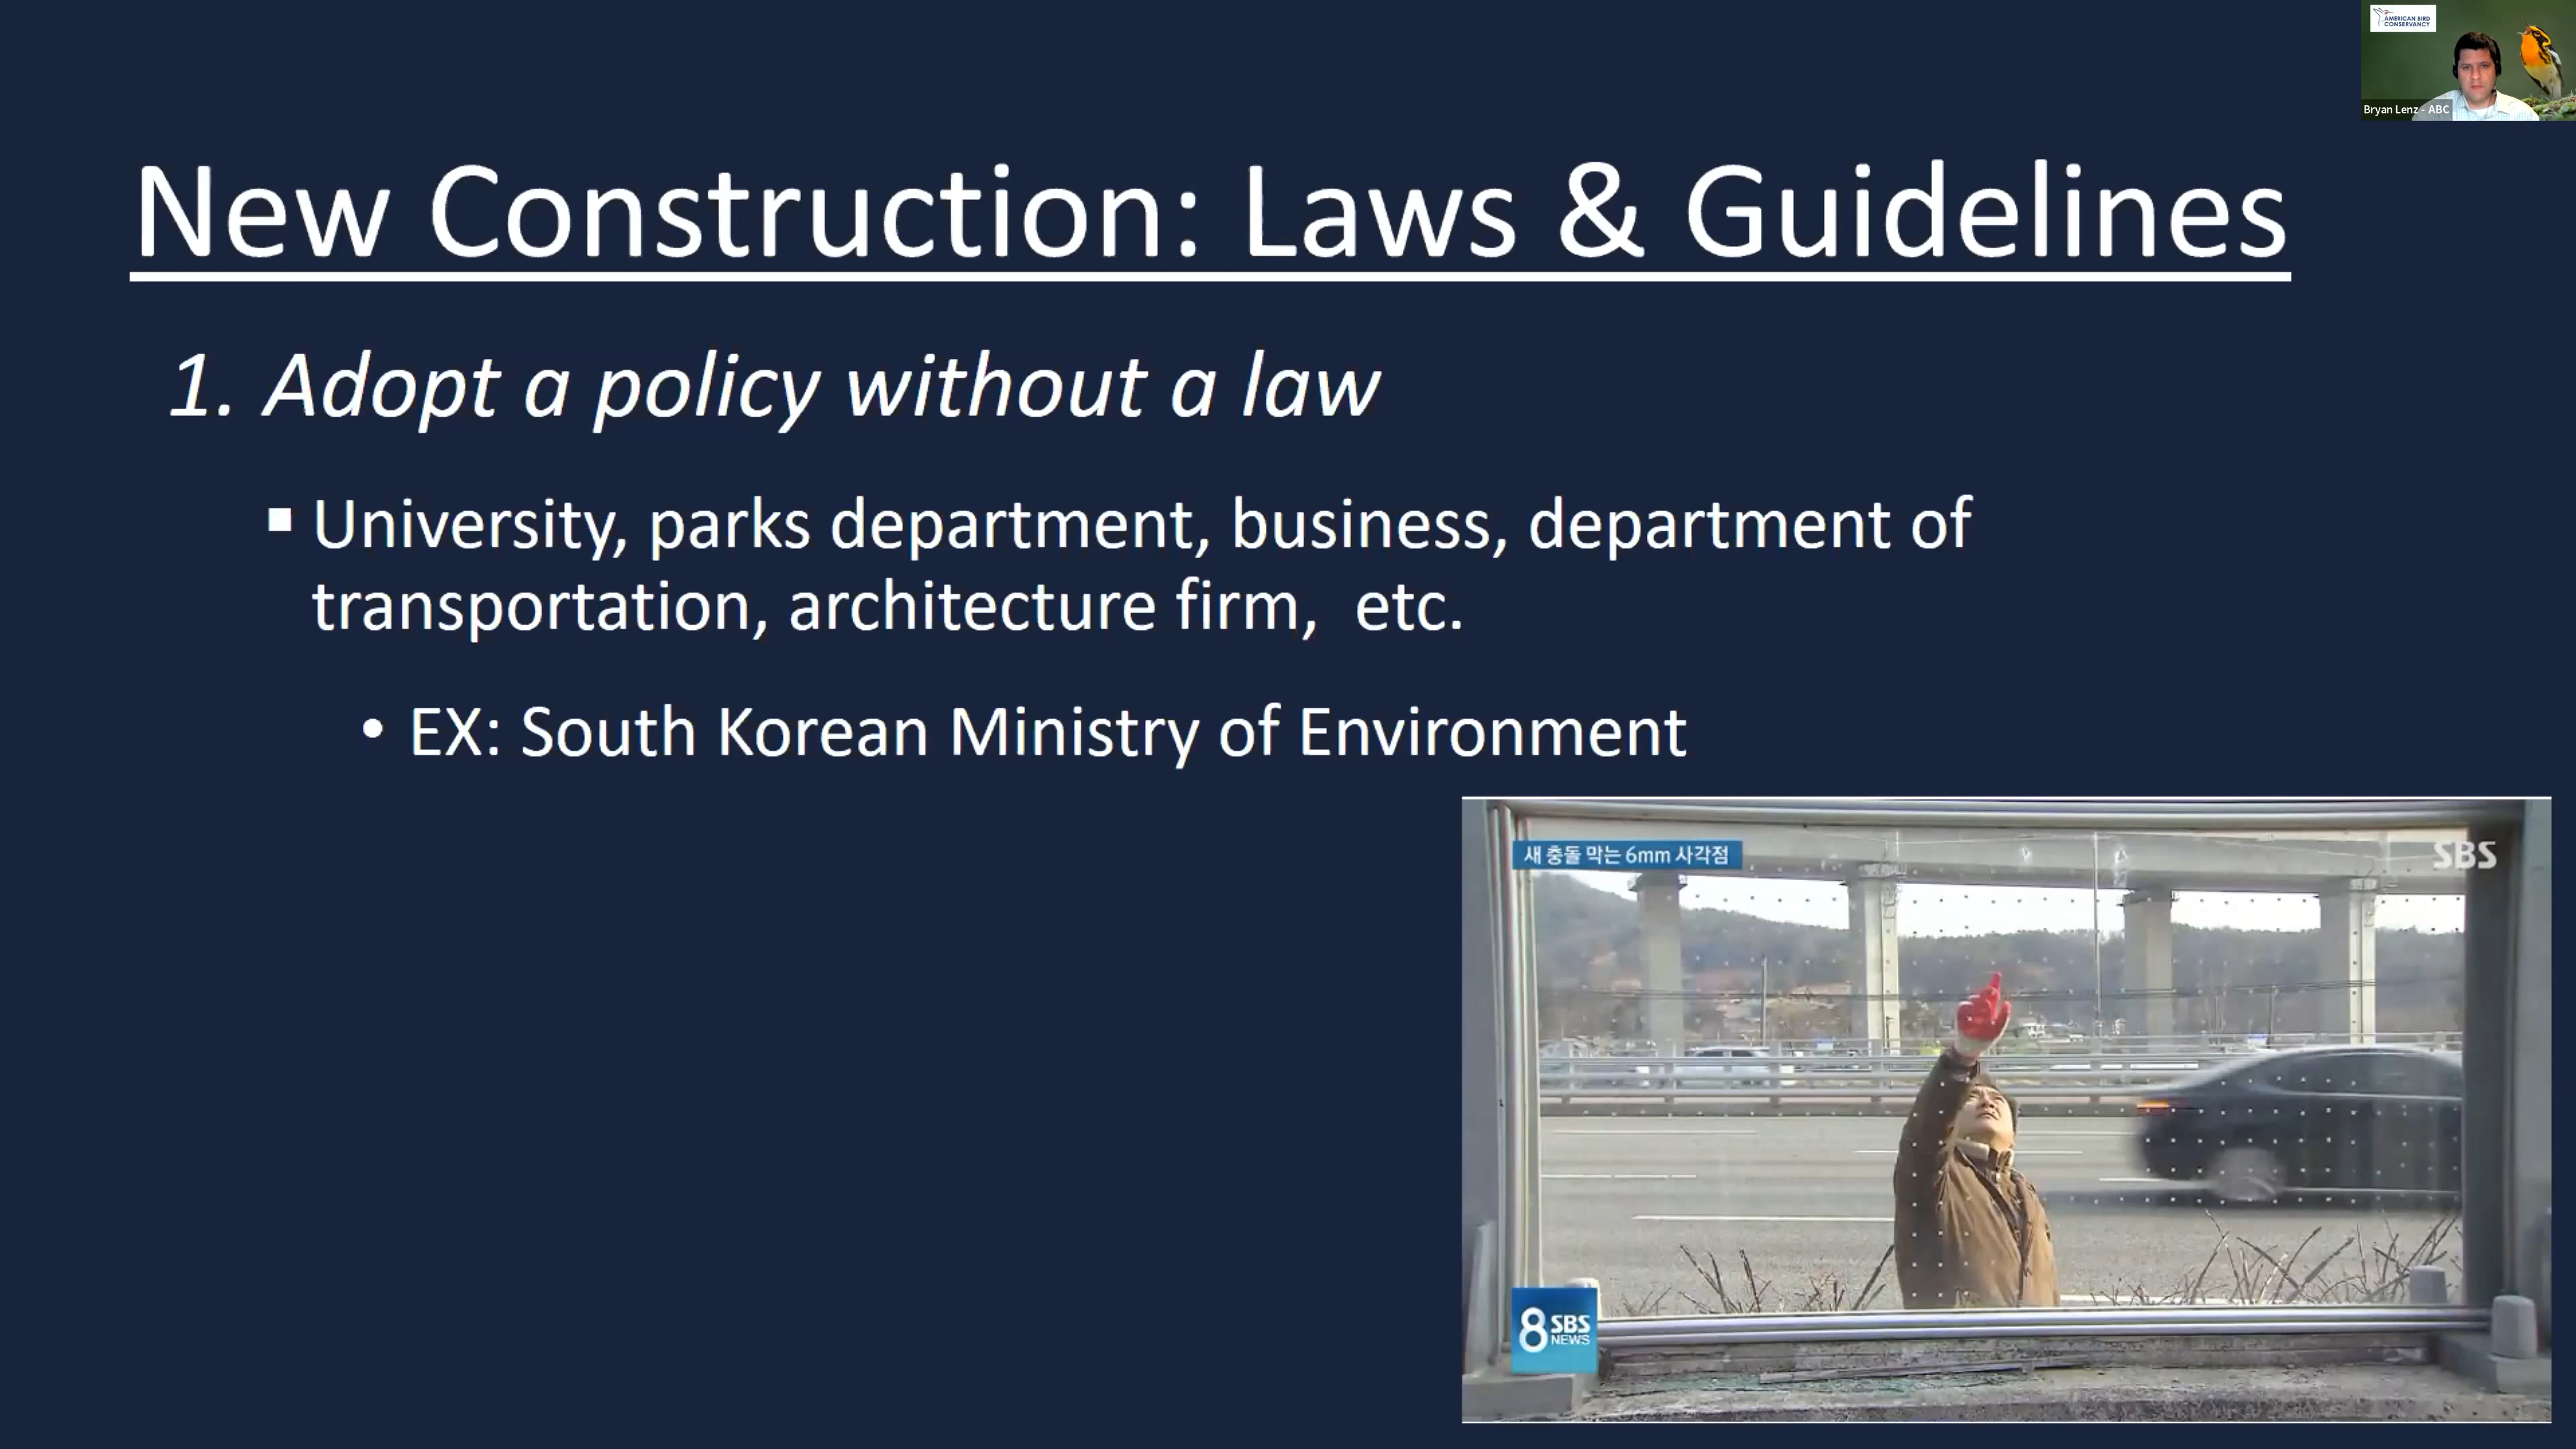 AMERICAN BIRD
CONSERVANCY
Bryan Lenz - ABC
New Construction: Laws & Guidelines
1. Adopt a policy without a law
▪ University, parks department, business, department of
transportation, architecture firm,  etc.
• EX: South Korean Ministry of Environment
새 충돌 막는 6mm 사각점
SBS
8 SBS
NEWS